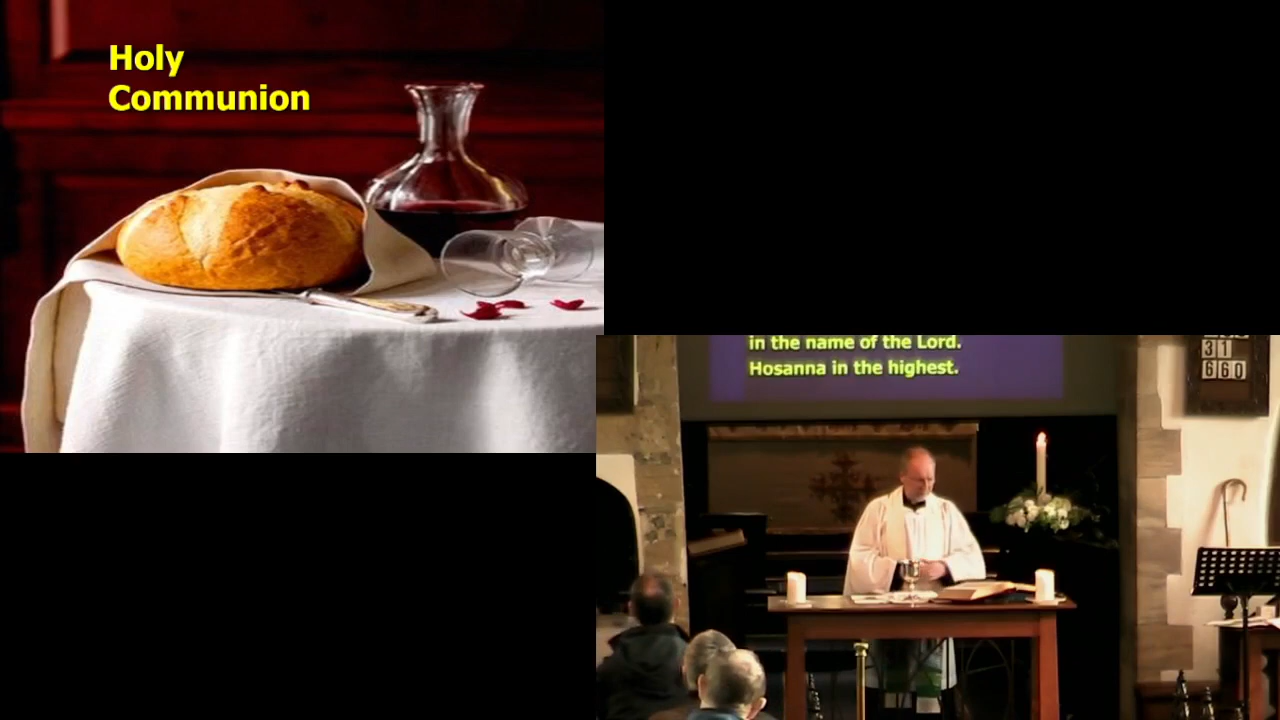 Holy
Communion
in the name of the Lord.
Hosanna in the highest.
31
660